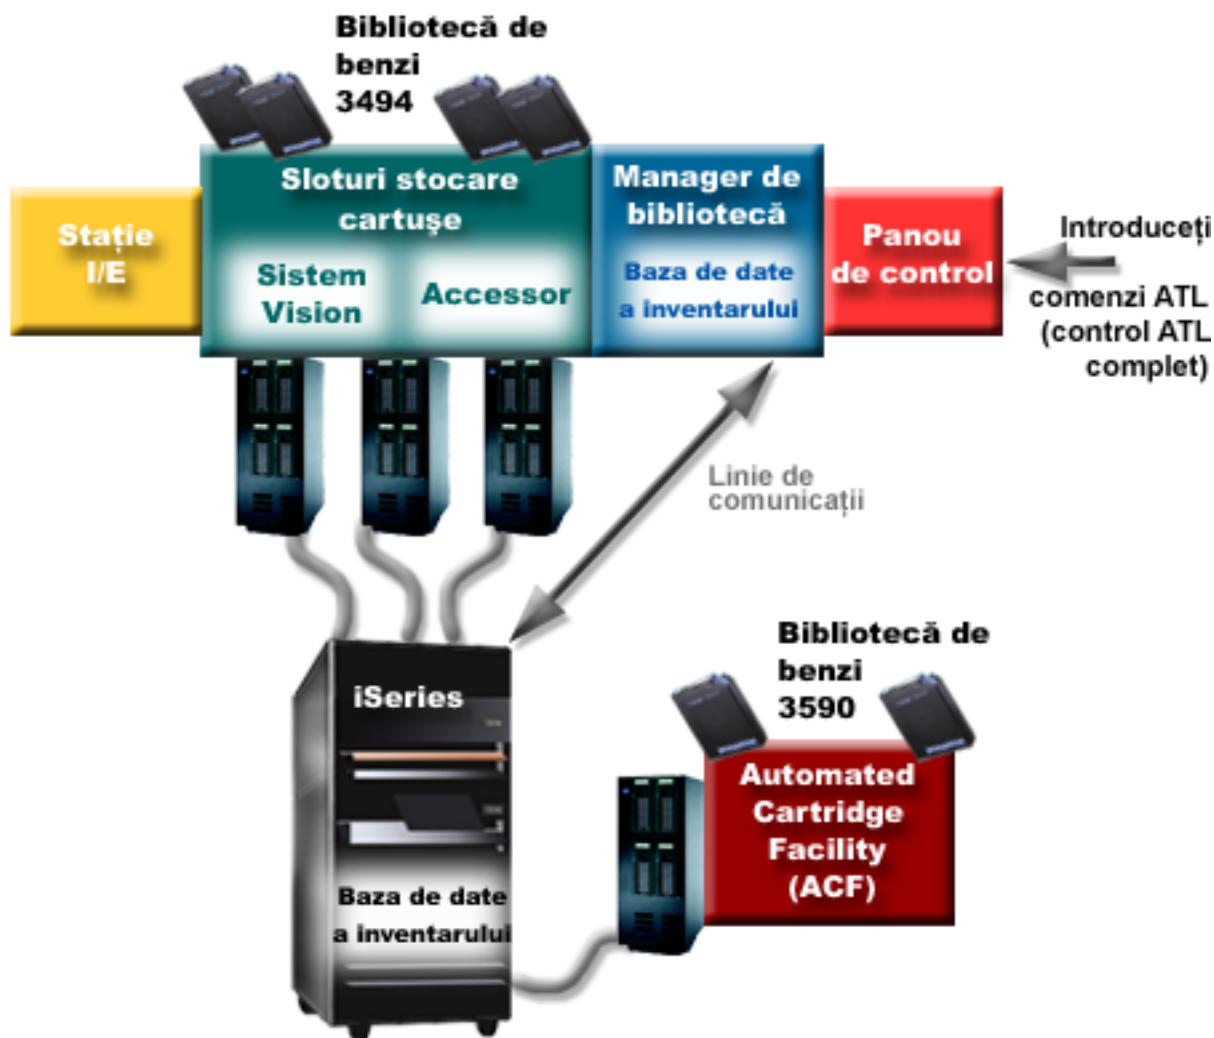 Bibliotecă de
benzi
3494
Sloturi stocare
cartușe
Sistem
Vision
Accessor
Manager de
bibliotecă
Baza de date
a inventarului
Stație
I/E
Panou
de control
Introduceți
comenzi ATL
(control ATL
complet)
Linie de
comunicații
iSeries
Baza de date
a inventarului
Bibliotecă de
benzi
3590
Automated
Cartridge
Facility
(ACF)